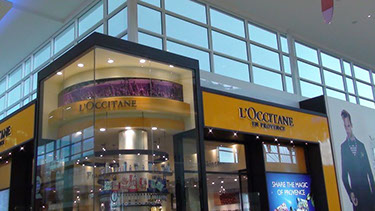 L'OCCITANE
L'OCCITANE
L'OCCITANE
EN PROVENCE
SHARE THE MAGIC
OF PROVENCE